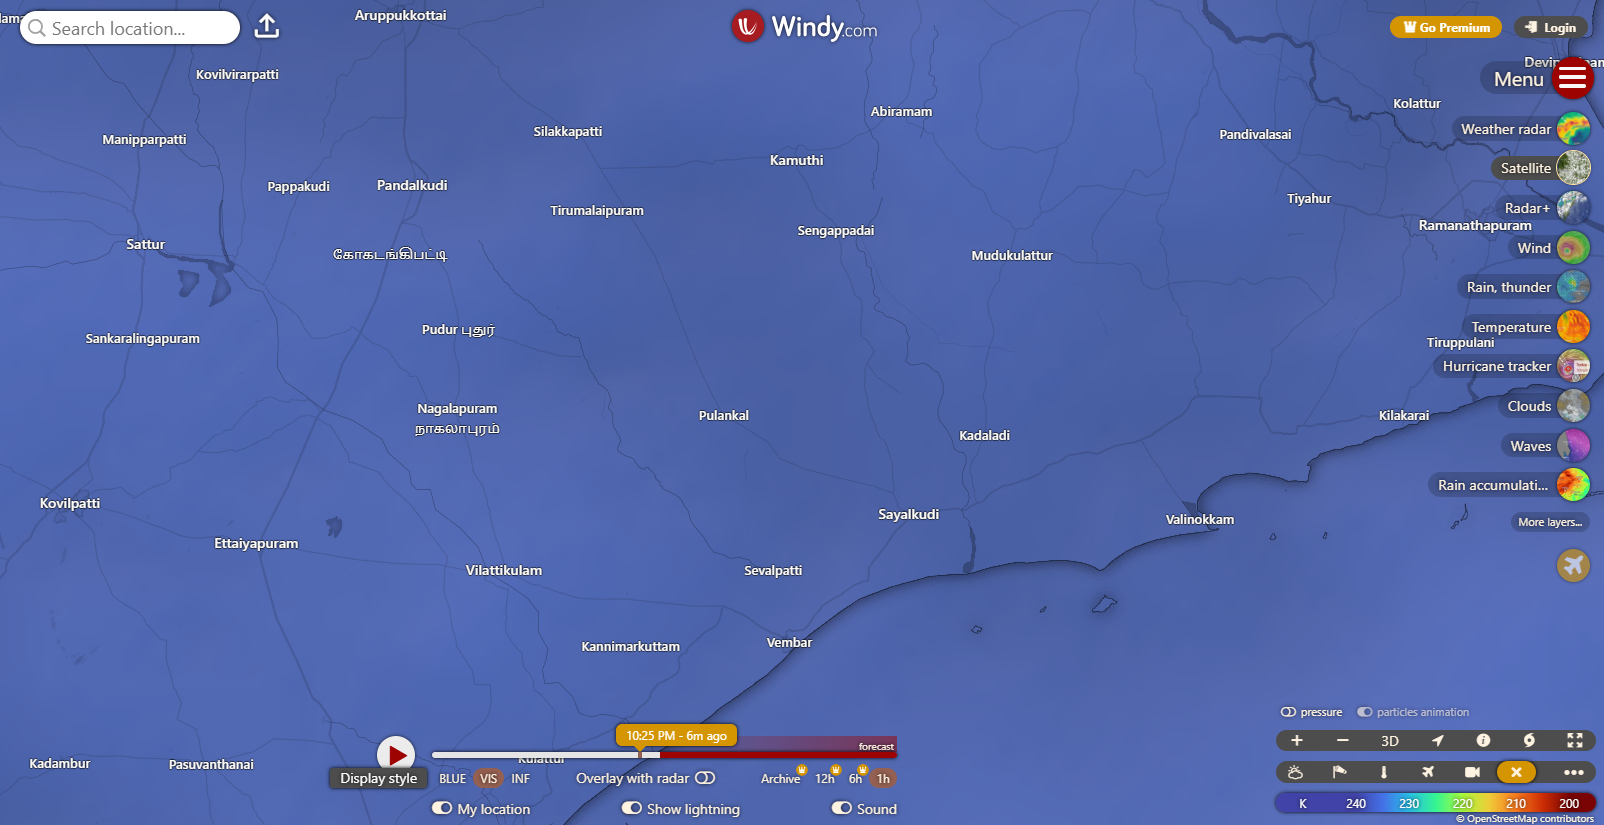 Aruppukkottai
Search location...
Windy.com
Go Premium
Login
Kovilvirarpatti
Menu
Abiramam
Kolattur
Silakkapatti
Weather radar
Manipparpatti
Pandivalasai
Kamuthi
Satellite
Pappakudi
Pandalkudi
Tiyahur
Radar+
Tirumalaipuram
Sengappadai
Ramanathapuram
Sattur
Wind
கோகடங்கிபட்டி
Mudukulattur
Rain, thunder
Pudur புதுர்
Temperature
Sankaralingapuram
Tiruppulani
Hurricane tracker
Nagalapuram
நாகலாபுரம்
Pulankal
Kilakarai
Clouds
Kadaladi
Waves
Rain accumulati...
Kovilpatti
Sayalkudi
Valinokkam
More layers...
Ettaiyapuram
Vilattikulam
Sevalpatti
Kannimarkuttam
Vembar
pressure
particles animation
10:25 PM - 6m ago
forecast
3D
Kadambur
Pasuvanthanai
Kulattur
Display style
BLUE
VIS
INF
Overlay with radar
Archive
12h
6h
1h
My location
Show lightning
Sound
K 240 230 220 210 200
© OpenStreetMap contributors